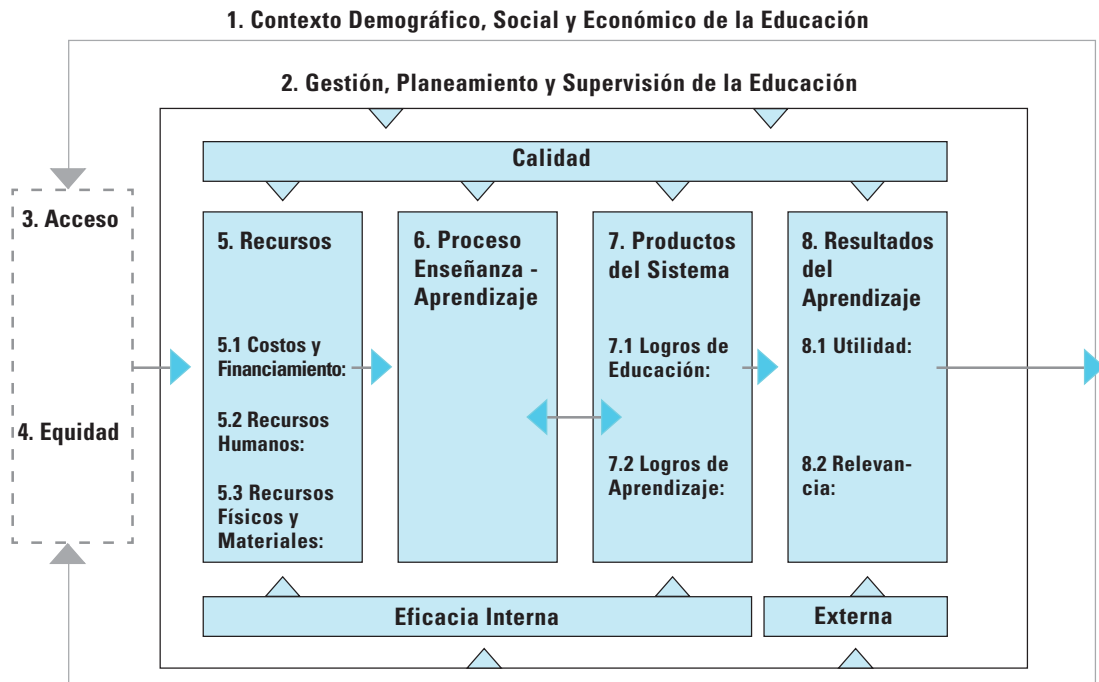 1. Contexto Demográfico, Social y Económico de la Educación
2. Gestión, Planeamiento y Supervisión de la Educación
Calidad
3. Acceso
4. Equidad
5. Recursos
5.1 Costos y
Financiamiento:
5.2 Recursos
Humanos:
5.3 Recursos
Físicos y
Materiales:
6. Proceso
Enseñanza -
Aprendizaje
7. Productos
del Sistema
7.1 Logros de
Educación:
7.2 Logros de
Aprendizaje:
8. Resultados
del
Aprendizaje
8.1 Utilidad:
8.2 Relevan-
cia:
Eficacia Interna
Externa